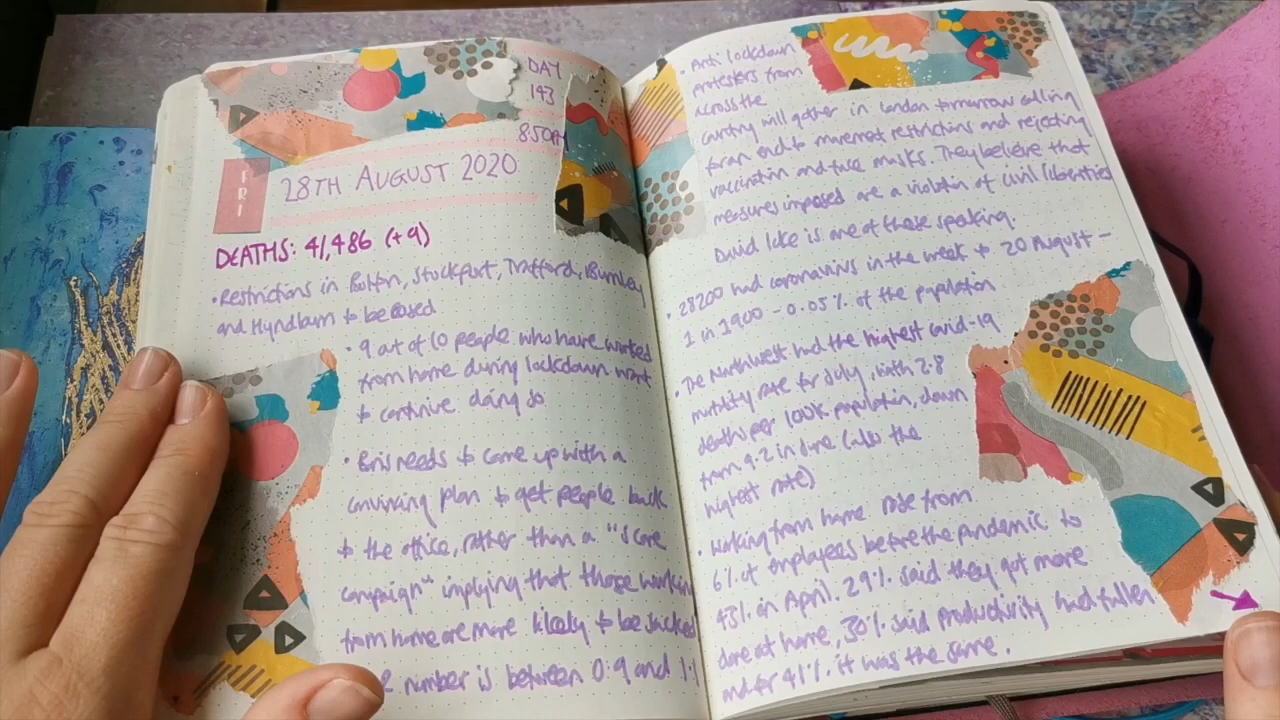 DAY
143
8:50AM
FRI
28TH AUGUST 2020
DEATHS: 41,486 (+9)
• Restrictions in Bolton, Stockport, Trafford, Burnley
and Hyndburn to be eased
• 9 out of 10 people who have worked
from home during lockdown want
to continue doing so
• Boris needs to come up with a
convincing plan to get people back
to the office, rather than a "scare
campaign" implying that those working
from home are more likely to be sacked
number is between 0.9 and 1.1
• Anti lockdown
protesters from
across the
country will gather in London tomorrow calling
for an end to movement restrictions and rejecting
vaccination and face masks. They believe that
measures imposed are a violation of civil liberties
David Icke is one of those speaking.
• 28200 had coronavirus in the week to 20 August -
1 in 1900 - 0.05% of the population
• The Northwest had the highest covid-19
mortality rate for July, with 2.8
deaths per 100k population, down
from 9.2 in June (also the
highest rate)
• Working from home rose from
6% of employees before the pandemic to
43% in April. 29% said they got more
done at home, 30% said productivity had fallen
and for 41% it was the same.